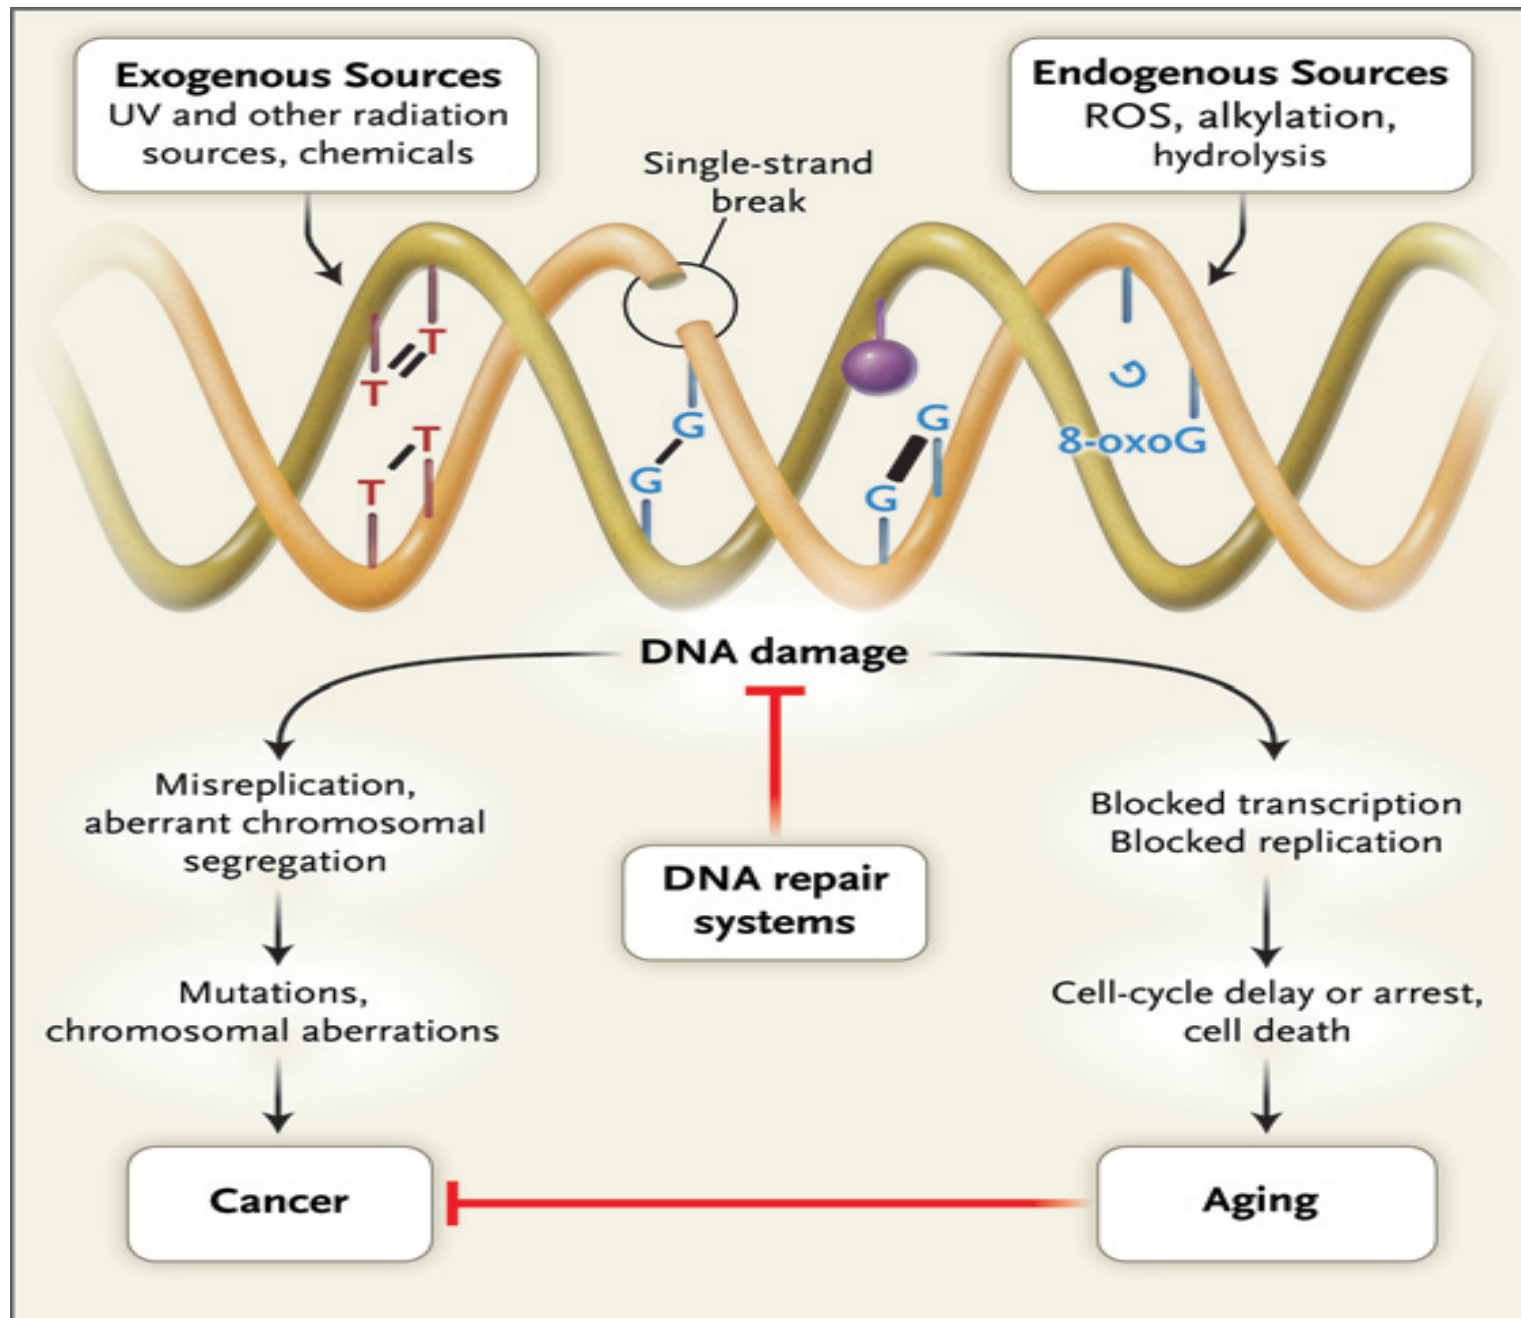 Exogenous Sources
UV and other radiation
sources, chemicals
Endogenous Sources
ROS, alkylation,
hydrolysis
Single-strand
break
T
T
T
T
G
G
G
G
G
8-oxoG
DNA damage
Misreplication,
aberrant chromosomal
segregation
Blocked transcription
Blocked replication
DNA repair
systems
Mutations,
chromosomal aberrations
Cell-cycle delay or arrest,
cell death
Cancer
Aging